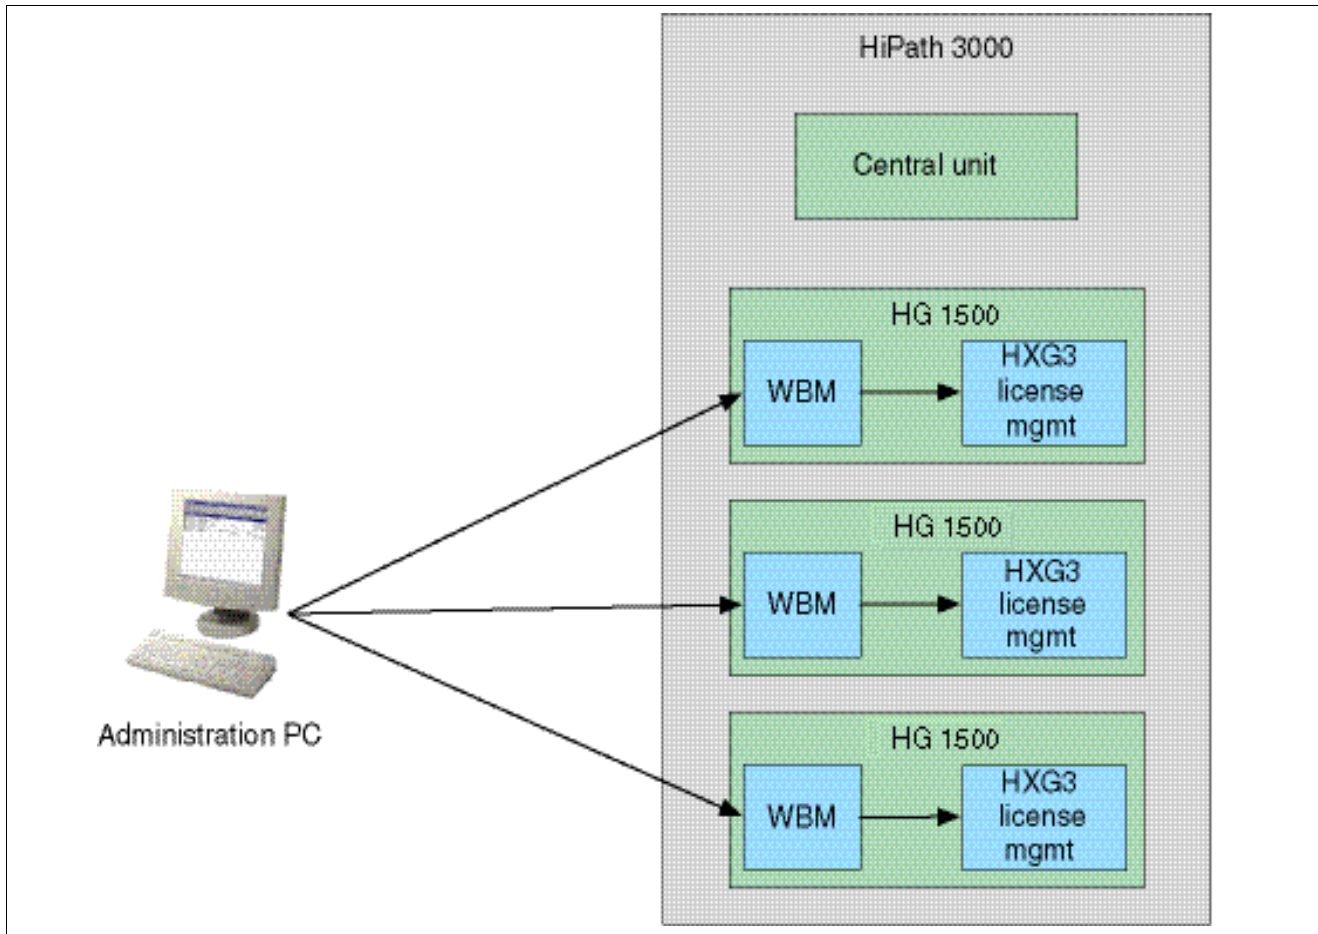 HiPath 3000
Central unit
HG 1500
WBM
HXG3
license
mgmt
HG 1500
WBM
HXG3
license
mgmt
Administration PC
HG 1500
WBM
HXG3
license
mgmt